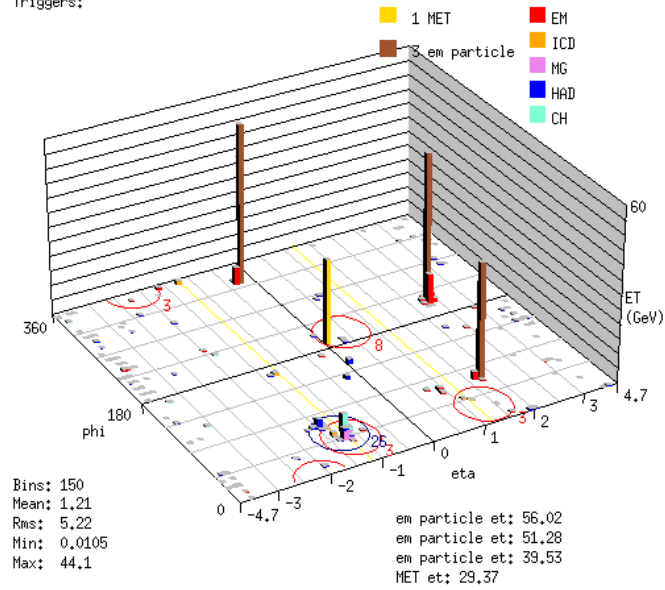 Triggers:
1 MET
3 em particle
EM
ICD
MG
HAD
CH
60
ET
(GeV)
360
3
8
180
phi
26
3
3
4.7
3
2
1
0
-1
-2
-3
-4.7
0
eta
Bins: 150
Mean: 1.21
Rms: 5.22
Min: 0.0105
Max: 44.1
em particle et: 56.02
em particle et: 51.28
em particle et: 39.53
MET et: 29.37